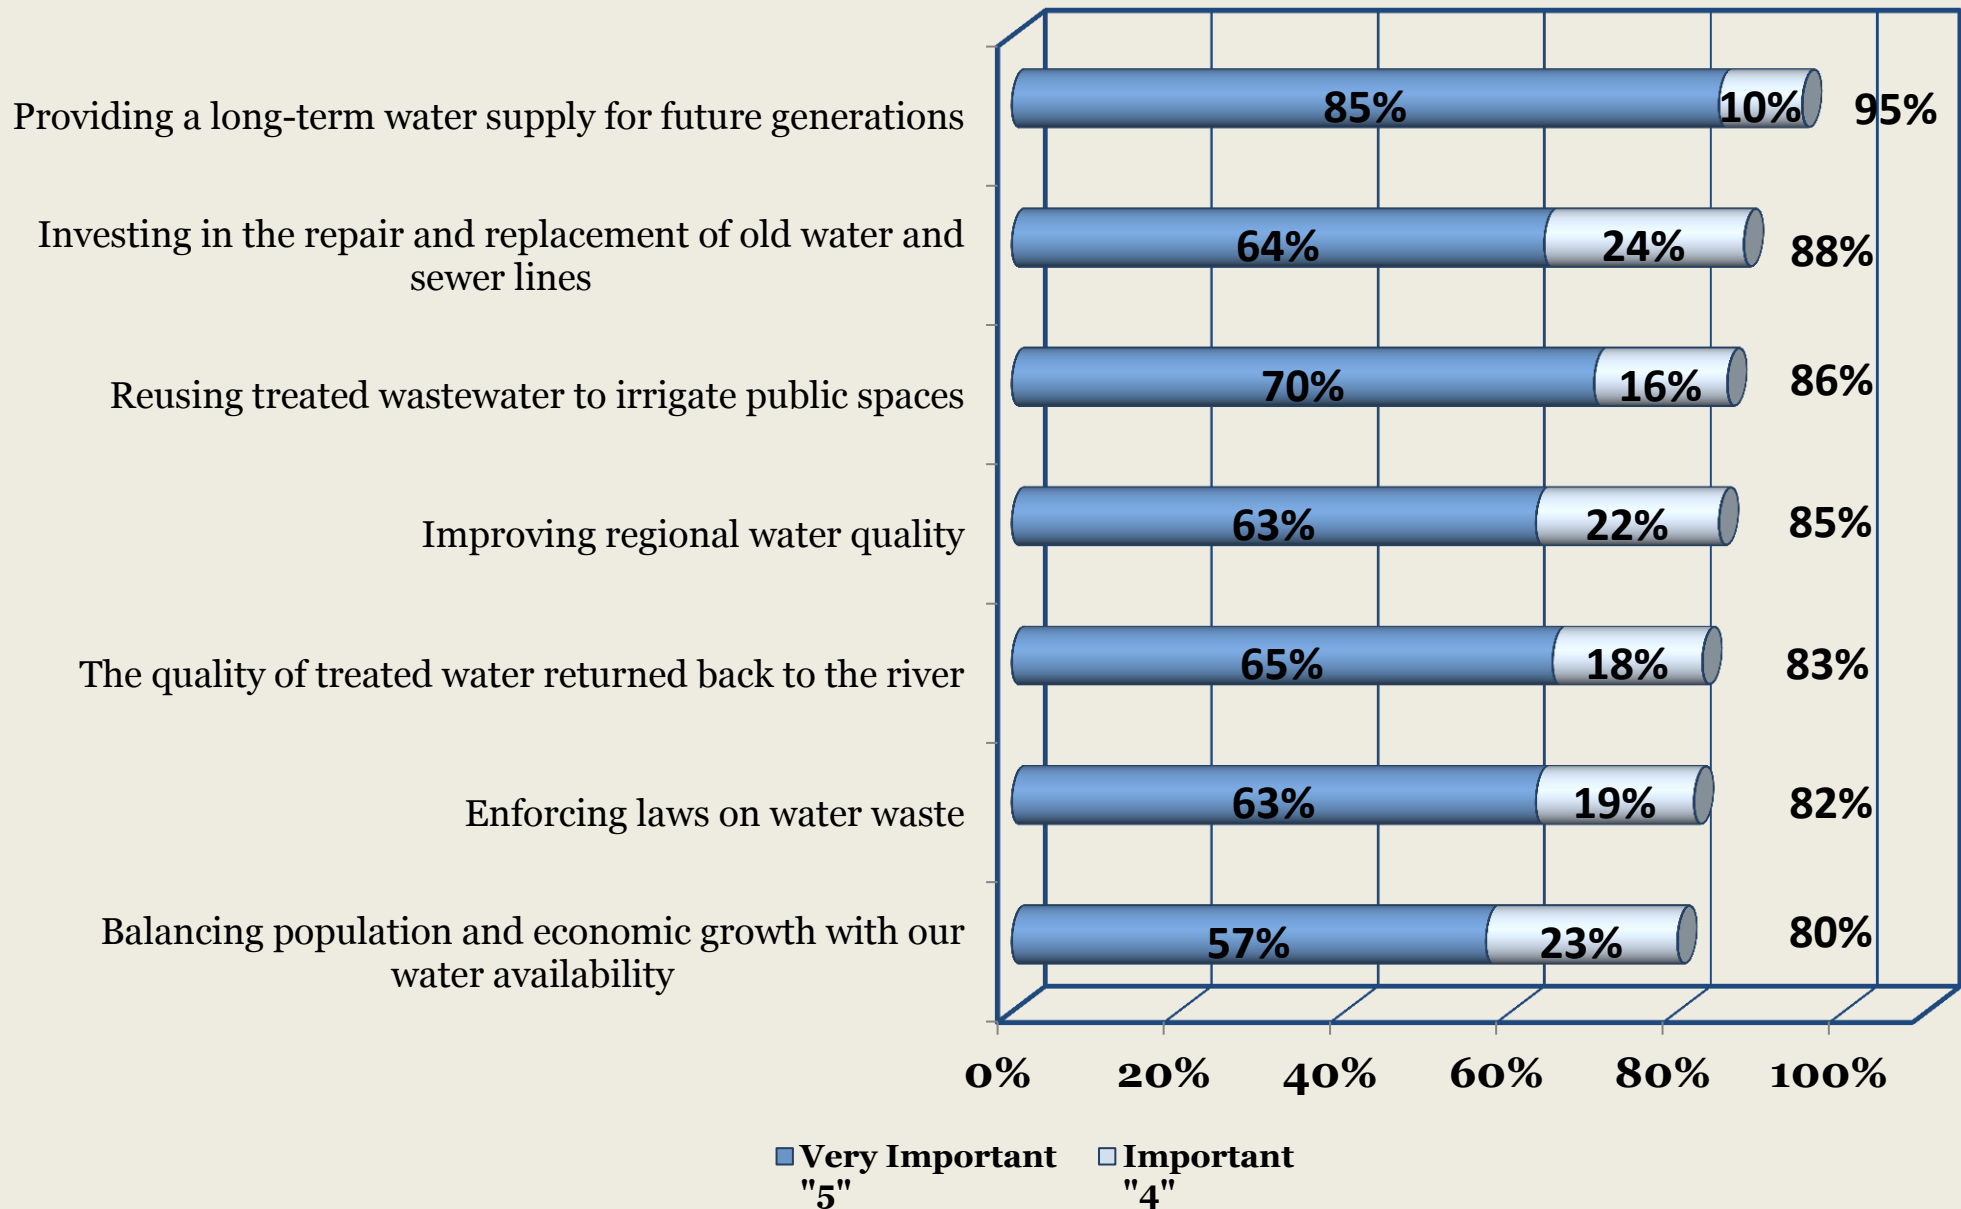 Providing a long-term water supply for future generations
85%
10%
95%
Investing in the repair and replacement of old water and
sewer lines
64%
24%
88%
Reusing treated wastewater to irrigate public spaces
70%
16%
86%
Improving regional water quality
63%
22%
85%
The quality of treated water returned back to the river
65%
18%
83%
Enforcing laws on water waste
63%
19%
82%
Balancing population and economic growth with our
water availability
57%
23%
80%
0% 20% 40% 60% 80% 100%
Very Important
"5"
Important
"4"